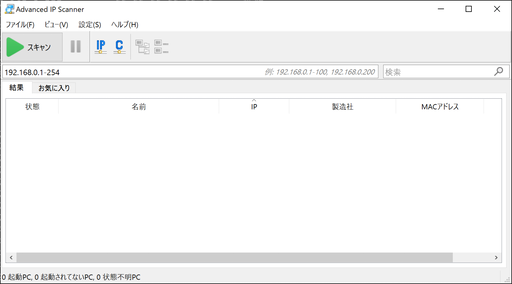 Advanced IP Scanner
ファイル(F) ビュー(V) 設定(S) ヘルプ(H)
スキャン IP C
192.168.0.1-254 例: 192.168.0.1-100, 192.168.0.200 検索
結果 お気に入り
状態 名前 IP 製造社 MACアドレス
0 起動PC, 0 起動されてないPC, 0 状態不明PC